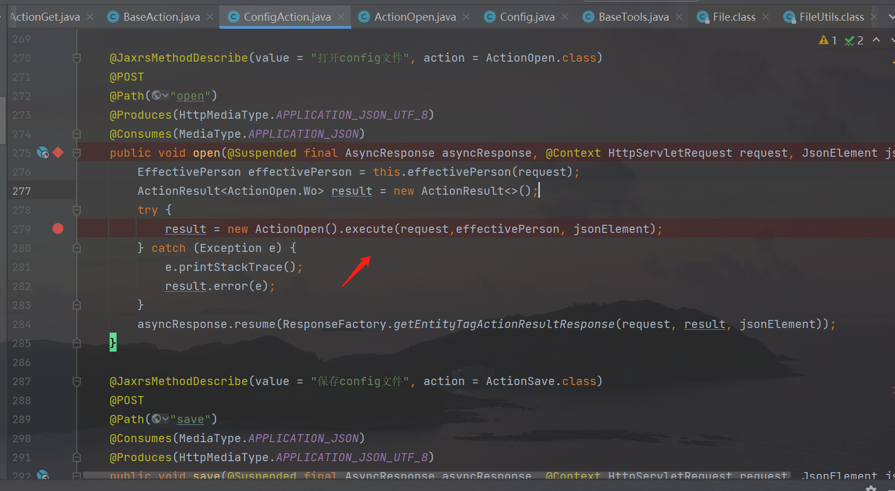 ActionGet.java BaseAction.java ConfigAction.java ActionOpen.java Config.java BaseTools.java File.class FileUtils.class
269
1 2
270 @JaxrsMethodDescribe(value = "打开config文件", action = ActionOpen.class)
271 @POST
272 @Path("open")
273 @Produces(HttpMediaType.APPLICATION_JSON_UTF_8)
274 @Consumes(MediaType.APPLICATION_JSON)
275 public void open(@Suspended final AsyncResponse asyncResponse, @Context HttpServletRequest request, JsonElement js
276 EffectivePerson effectivePerson = this.effectivePerson(request);
277 ActionResult<ActionOpen.Wo> result = new ActionResult<>();
278 try {
279 result = new ActionOpen().execute(request,effectivePerson, jsonElement);
280 } catch (Exception e) {
281 e.printStackTrace();
282 result.error(e);
283 }
284 asyncResponse.resume(ResponseFactory.getEntityTagActionResultResponse(request, result, jsonElement));
285 }
286
287 @JaxrsMethodDescribe(value = "保存config文件", action = ActionSave.class)
288 @POST
289 @Path("save")
290 @Consumes(MediaType.APPLICATION_JSON)
291 @Produces(HttpMediaType.APPLICATION_JSON_UTF_8)
292 public void save(@Suspended final AsyncResponse asyncResponse, @Context HttpServletRequest request, JsonElement js